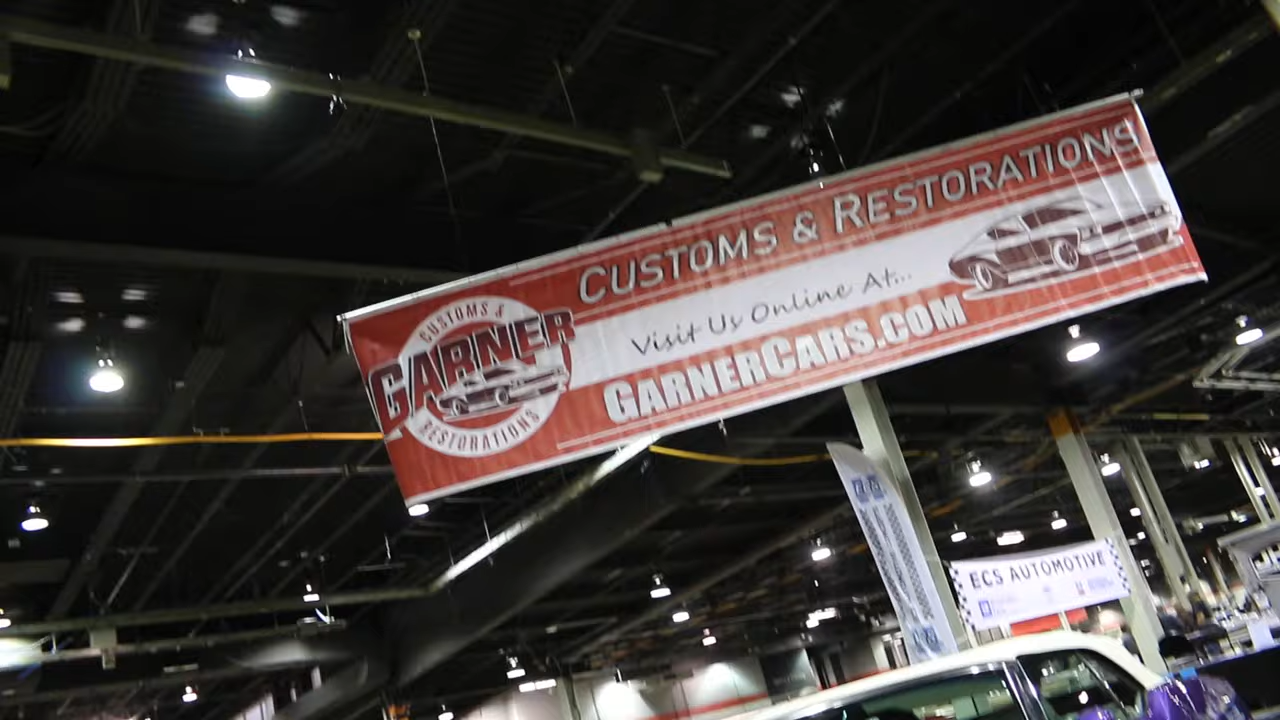 CUSTOMS & RESTORATIONS
CUSTOMS &
GARNER
RESTORATIONS
Visit Us Online At...
GARNERCARS.COM
ECS AUTOMOTIVE